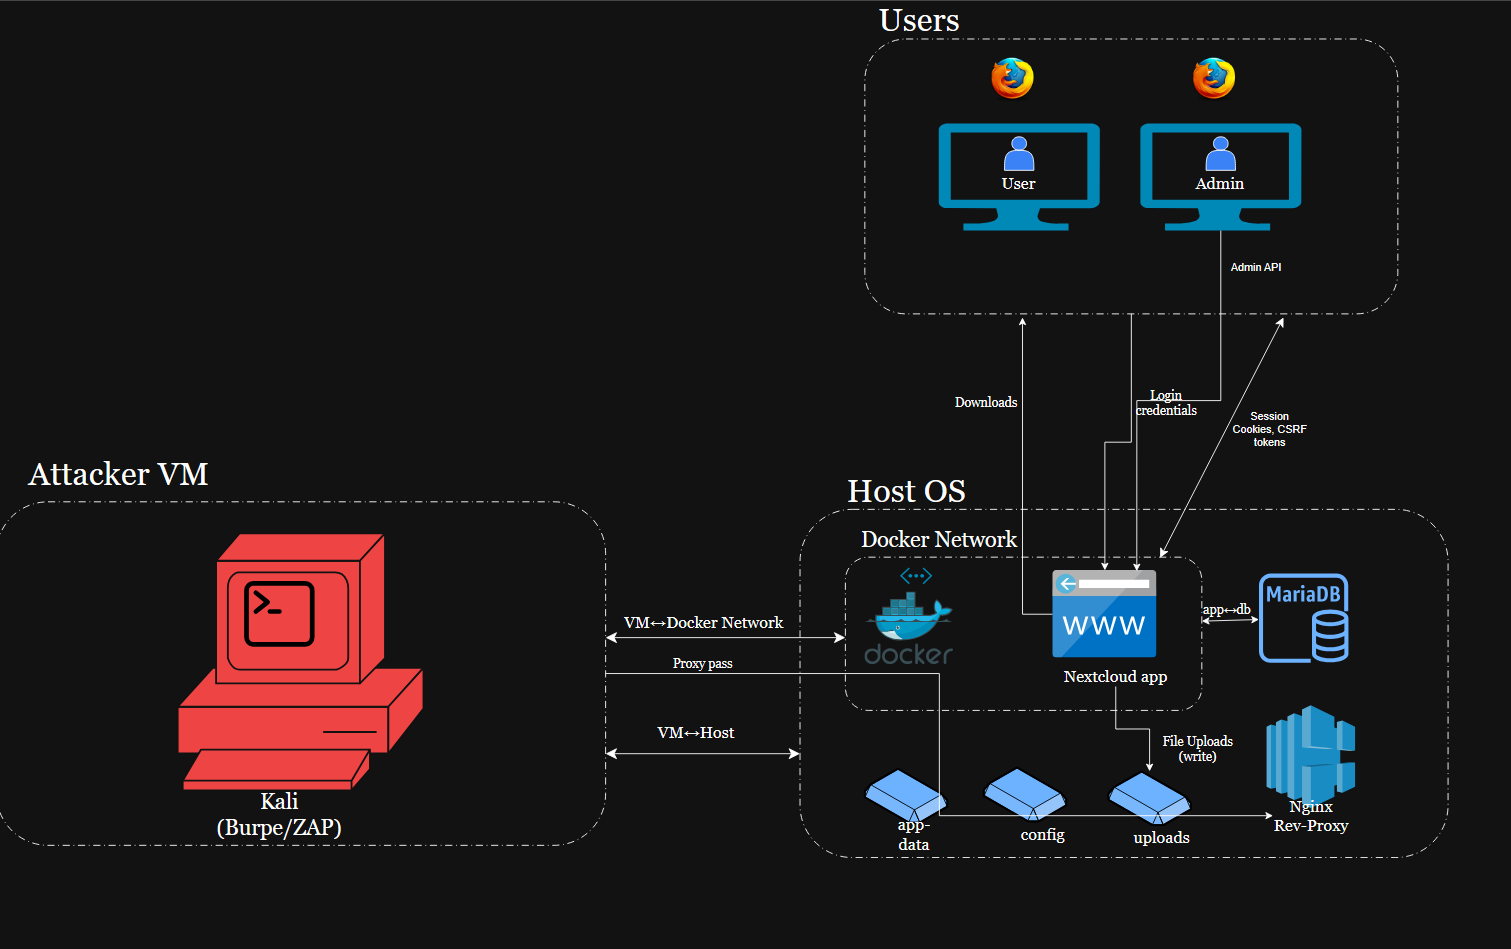 Users
User
Admin
Admin API
Downloads
Login
credentials
Session
Cookies, CSRF
tokens
Attacker VM
Host OS
Docker Network
docker
WWW
Nextcloud app
app↔db
MariaDB
VM↔Docker Network
Proxy pass
VM↔Host
File Uploads
(write)
Kali
(Burpe/ZAP)
app-
data
config
uploads
Nginx
Rev-Proxy